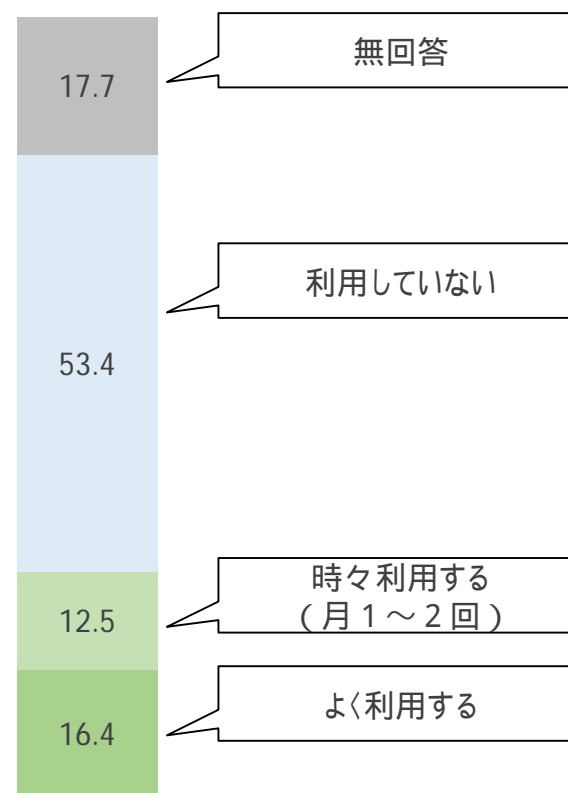 17.7
無回答
利用していない
53.4
時々利用する
(月1~2回)
12.5
よく利用する
16.4